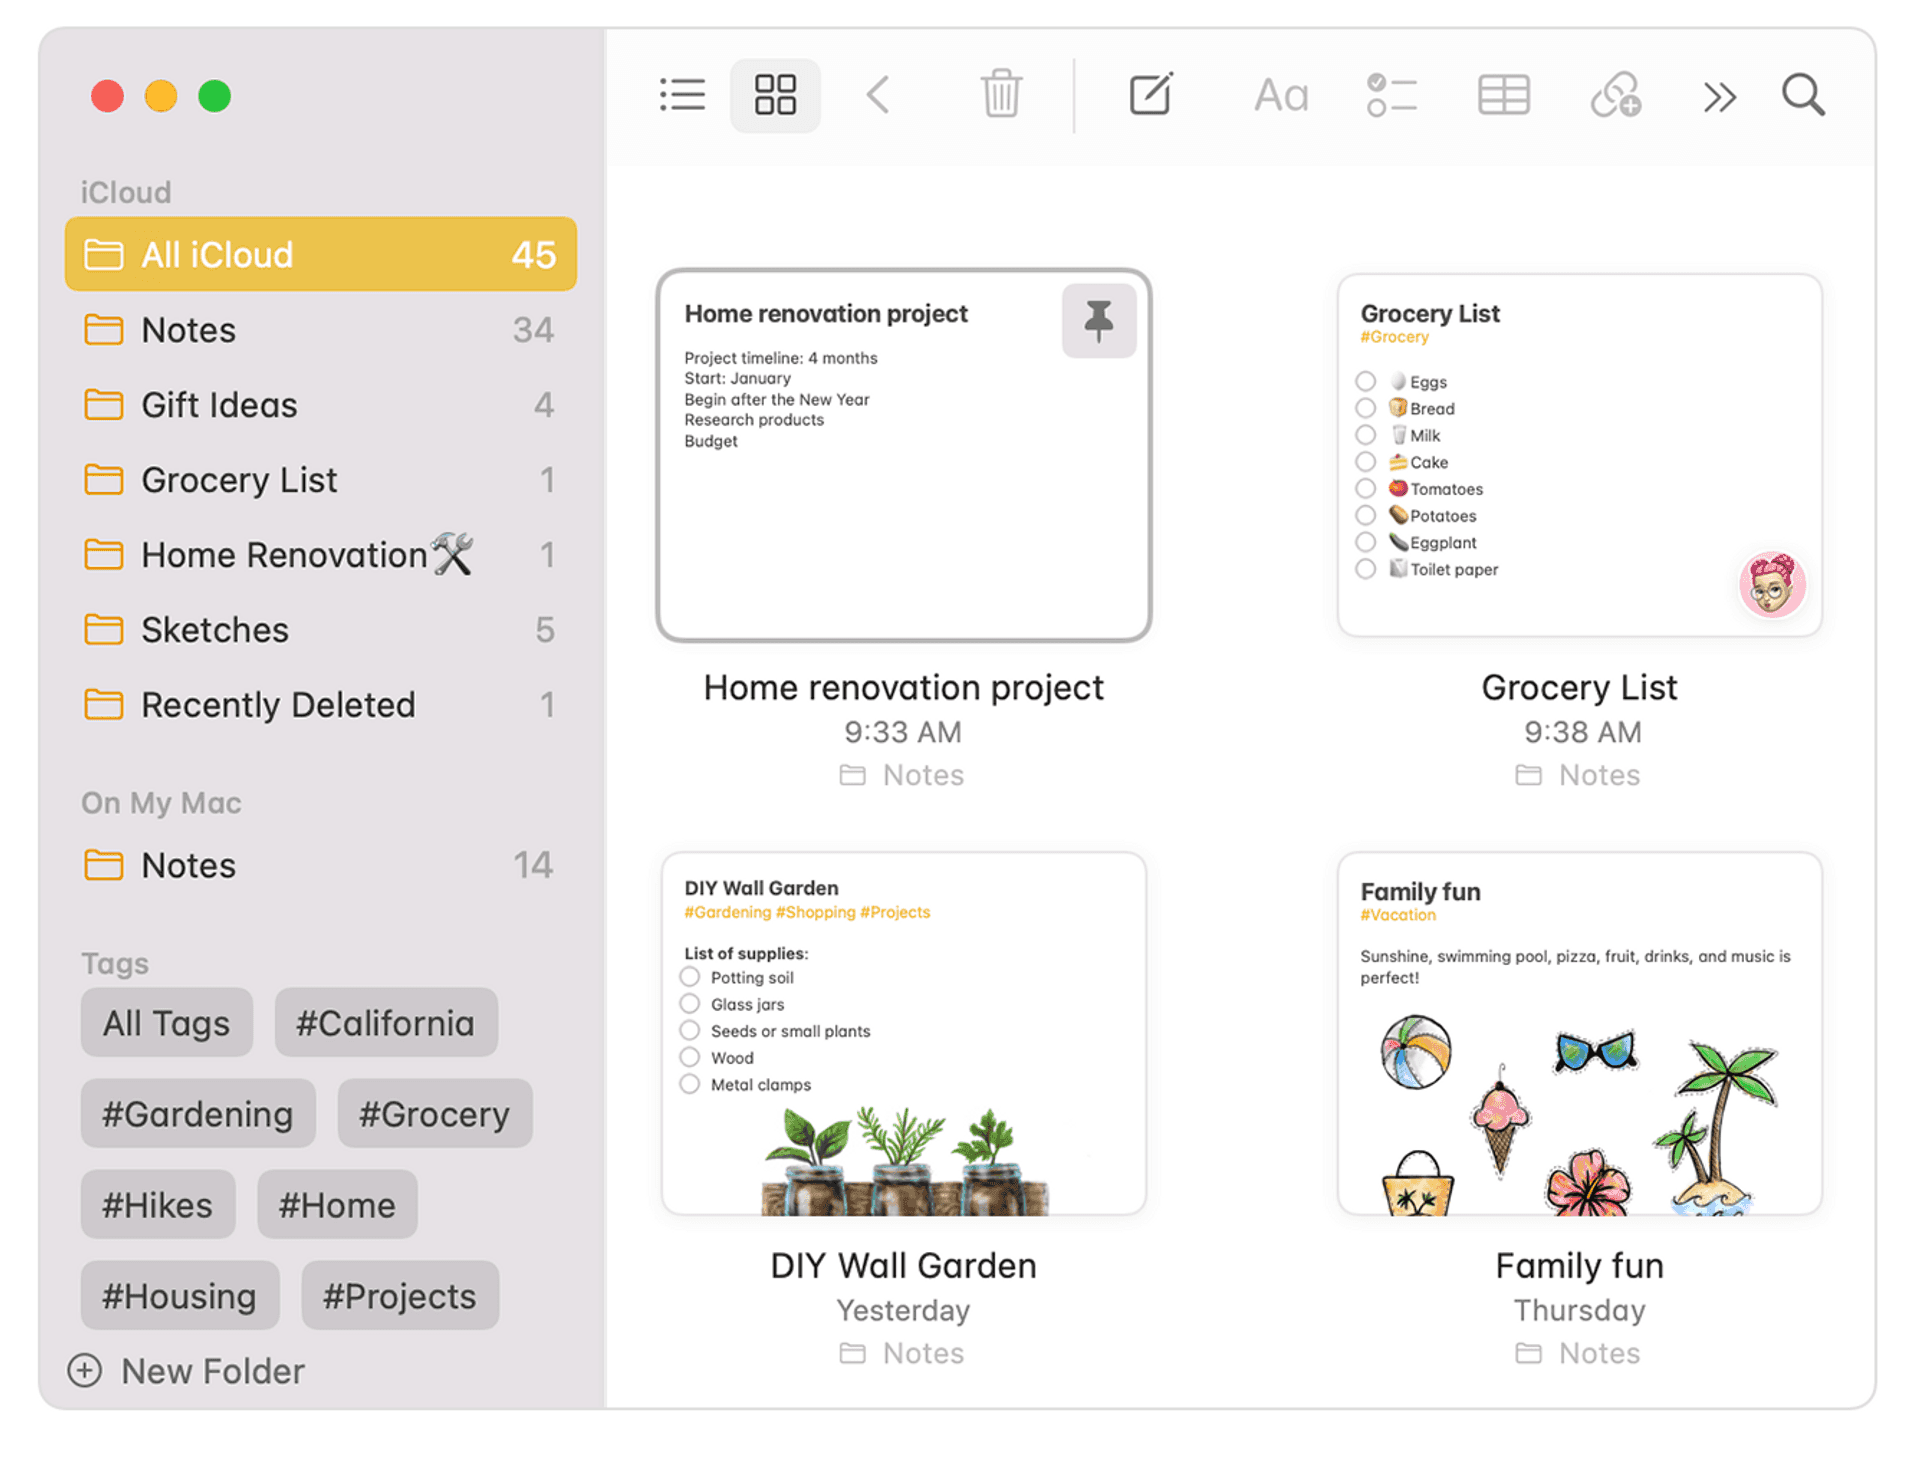 iCloud
All iCloud 45
Notes 34
Gift Ideas 4
Grocery List 1
Home Renovation🛠 1
Sketches 5
Recently Deleted 1
On My Mac
Notes 14
Tags
All Tags #California
#Gardening #Grocery
#Hikes #Home
#Housing #Projects
New Folder
Aa
Home renovation project
Project timeline: 4 months
Start: January
Begin after the New Year
Research products
Budget
Home renovation project
9:33 AM
Notes
Grocery List
#Grocery
Eggs
Bread
Milk
Cake
Tomatoes
Potatoes
Eggplant
Toilet paper
Grocery List
9:38 AM
Notes
DIY Wall Garden
#Gardening #Shopping #Projects
List of supplies:
Potting soil
Glass jars
Seeds or small plants
Wood
Metal clamps
DIY Wall Garden
Yesterday
Notes
Family fun
#Vacation
Sunshine, swimming pool, pizza, fruit, drinks, and music is
perfect!
Family fun
Thursday
Notes